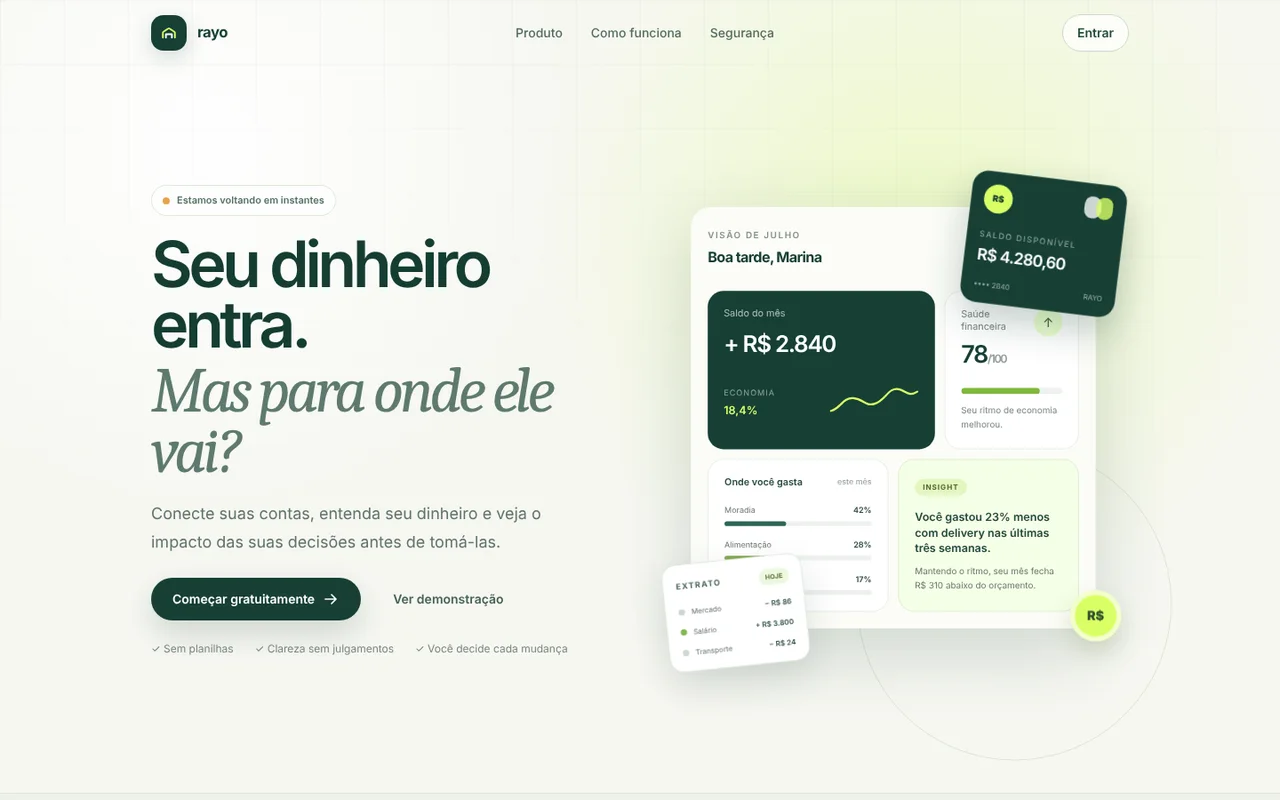 rayo
Produto
Como funciona
Segurança
Entrar
Estamos voltando em instantes
Seu dinheiro
entra.
Mas para onde ele
vai?
Conecte suas contas, entenda seu dinheiro e veja o
impacto das suas decisões antes de tomá-las.
Começar gratuitamente →
Ver demonstração
✓ Sem planilhas
✓ Clareza sem julgamentos
✓ Você decide cada mudança
VISÃO DE JULHO
Boa tarde, Marina
R$
SALDO DISPONÍVEL
R$ 4.280,60
•••• 2840
RAYO
Saldo do mês
+ R$ 2.840
ECONOMIA
18,4%
Saúde
financeira
↑
78/100
Seu ritmo de economia
melhorou.
Onde você gasta
este mês
Moradia
42%
Alimentação
28%
17%
INSIGHT
Você gastou 23% menos
com delivery nas últimas
três semanas.
Mantendo o ritmo, seu mês fecha
R$ 310 abaixo do orçamento.
EXTRATO
HOJE
Mercado
− R$ 86
Salário
+ R$ 3.800
Transporte
− R$ 24
R$